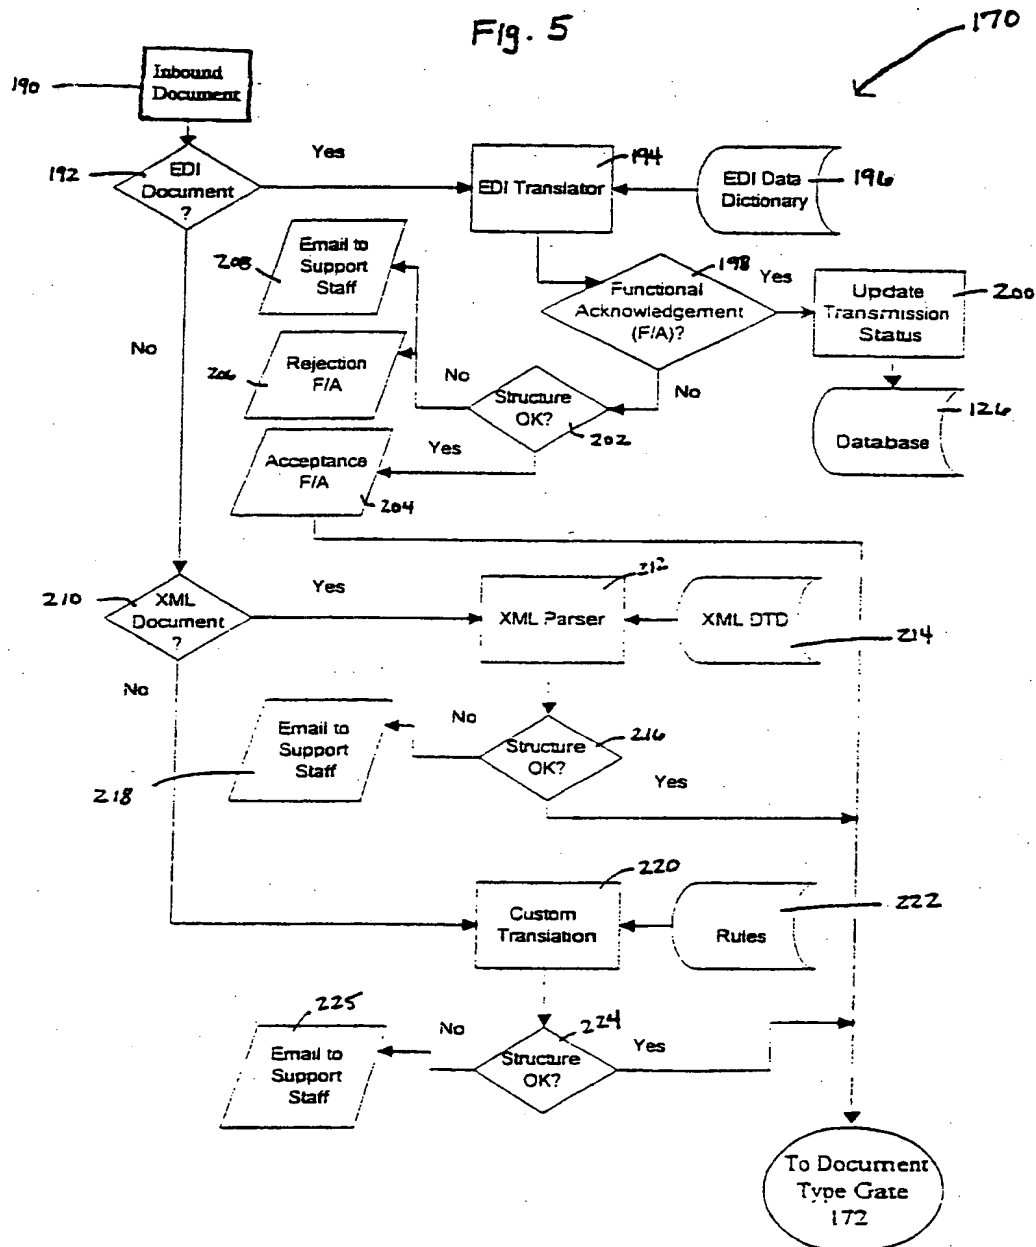 Fig. 5
170
190
Inbound
Document
192
EDI
Document
?
Yes
194
EDI Translator
EDI Data
Dictionary
196
208
Email to
Support
Staff
198
Functional
Acknowledgement
(F/A)?
Yes
Update
Transmission
Status
200
No
206
Rejection
F/A
No
Structure
OK?
202
No
126
Database
Yes
Acceptance
F/A
204
210
XML
Document
?
Yes
212
XML Parser
XML DTD
214
No
Email to
Support
Staff
218
No
Structure
OK?
216
Yes
220
Custom
Translation
Rules
222
225
Email to
Support
Staff
No
Structure
OK?
224
Yes
To Document
Type Gate
172